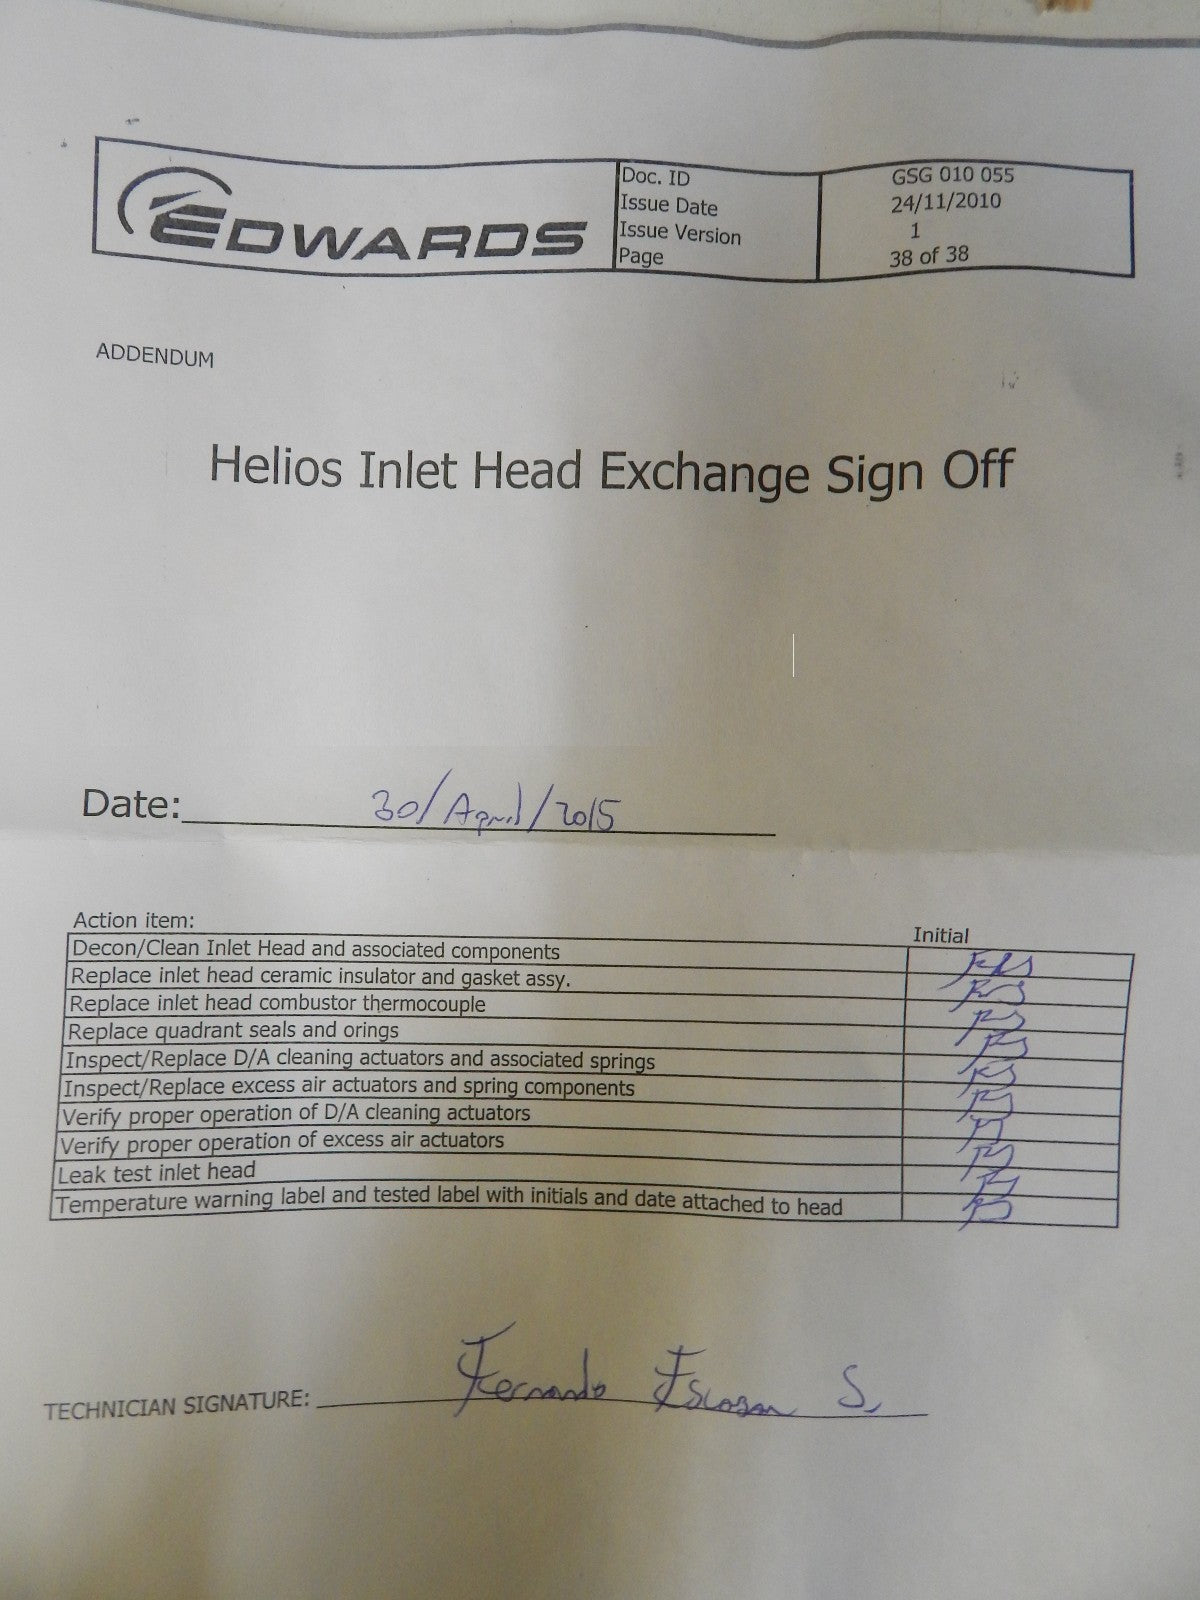 EDWARDS
Doc. ID GSG 010 055
Issue Date 24/11/2010
Issue Version 1
Page 38 of 38
ADDENDUM
Helios Inlet Head Exchange Sign Off
Date: 30/April/2015
Action item: Initial
Decon/Clean Inlet Head and associated components
Replace inlet head ceramic insulator and gasket assy.
Replace inlet head combustor thermocouple
Replace quadrant seals and orings
Inspect/Replace D/A cleaning actuators and associated springs
Inspect/Replace excess air actuators and spring components
Verify proper operation of D/A cleaning actuators
Verify proper operation of excess air actuators
Leak test inlet head
Temperature warning label and tested label with initials and date attached to head
TECHNICIAN SIGNATURE: Fernando S.